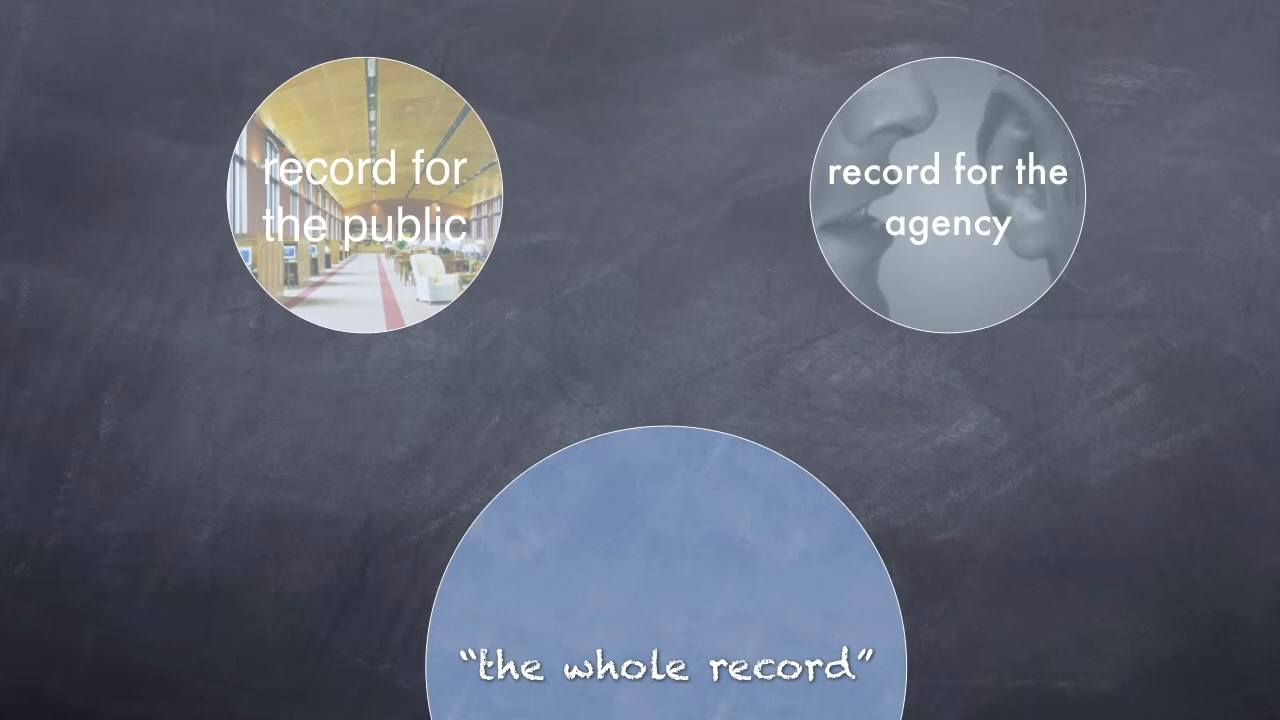 record for
the public
record for the
agency
“the whole record”